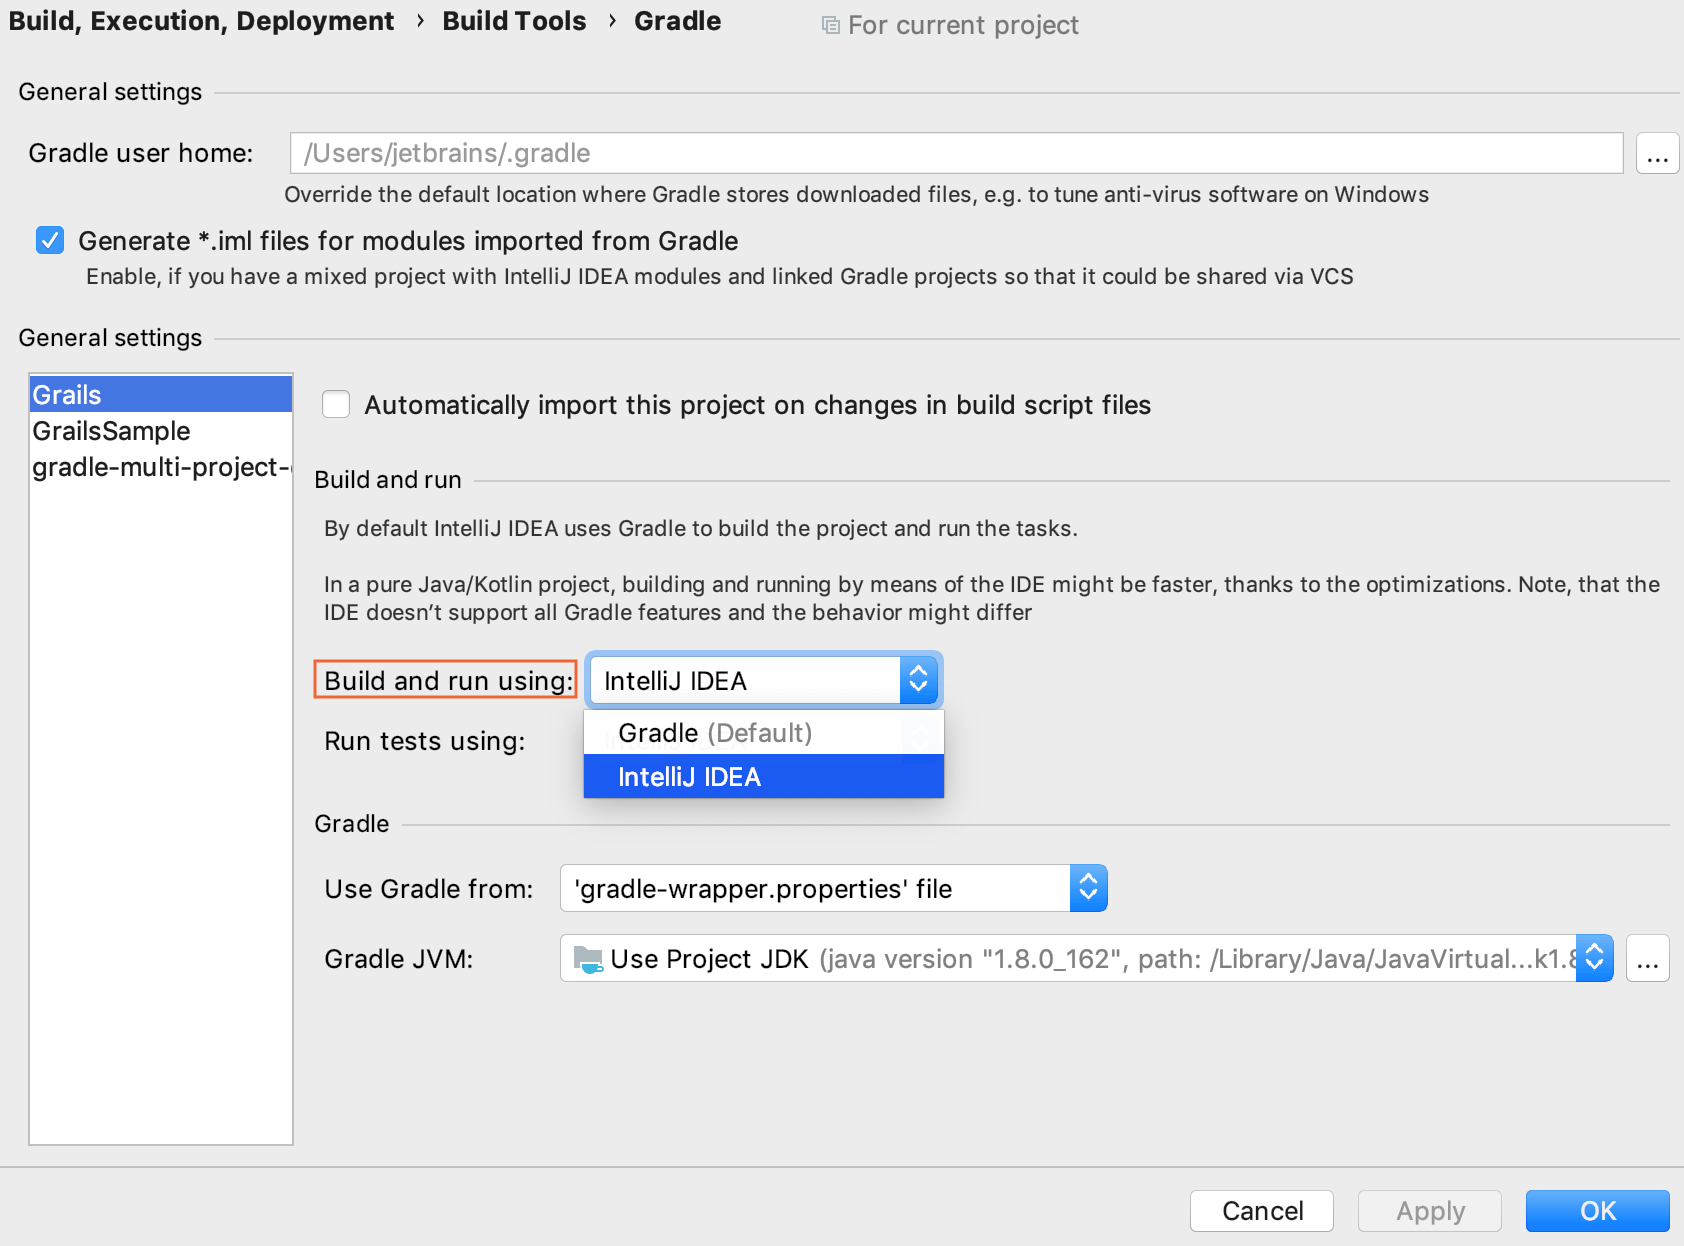 Build, Execution, Deployment › Build Tools › Gradle For current project
General settings
Gradle user home: /Users/jetbrains/.gradle ...
Override the default location where Gradle stores downloaded files, e.g. to tune anti-virus software on Windows
Generate *.iml files for modules imported from Gradle
Enable, if you have a mixed project with IntelliJ IDEA modules and linked Gradle projects so that it could be shared via VCS
General settings
Grails
GrailsSample
gradle-multi-project-
Automatically import this project on changes in build script files
Build and run
By default IntelliJ IDEA uses Gradle to build the project and run the tasks.
In a pure Java/Kotlin project, building and running by means of the IDE might be faster, thanks to the optimizations. Note, that the
IDE doesn't support all Gradle features and the behavior might differ
Build and run using: IntelliJ IDEA
Gradle (Default)
IntelliJ IDEA
Run tests using:
Gradle
Use Gradle from: 'gradle-wrapper.properties' file
Gradle JVM: Use Project JDK (java version "1.8.0_162", path: /Library/Java/JavaVirtual...k1.8 ...
Cancel Apply OK